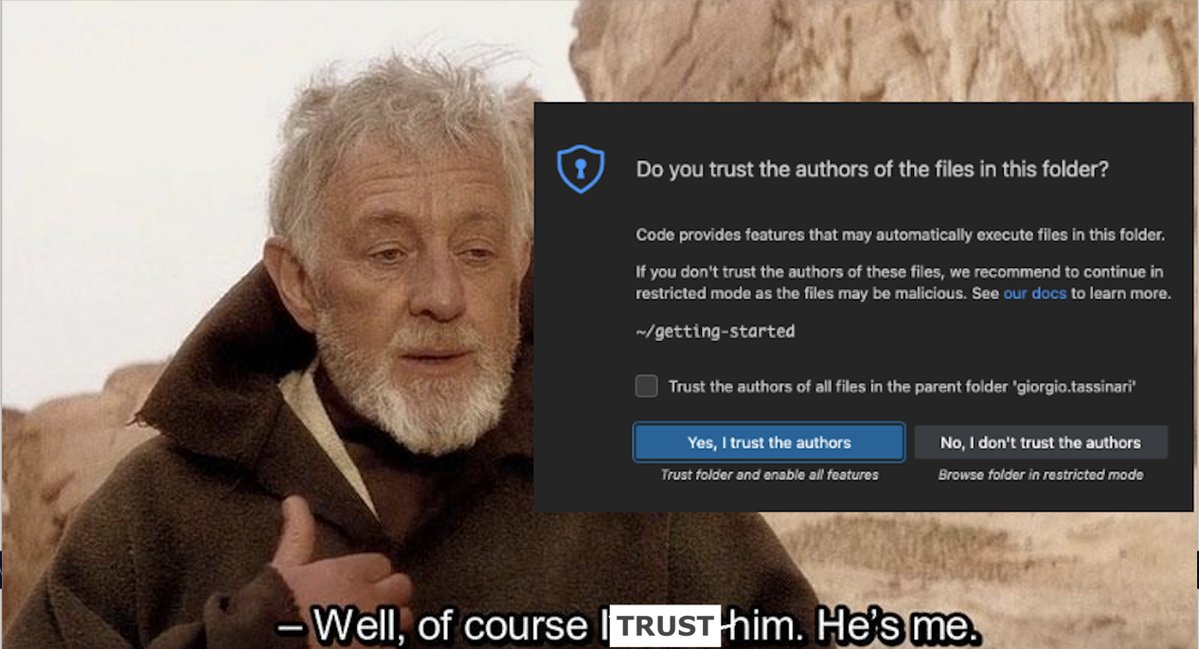 Do you trust the authors of the files in this folder?
Code provides features that may automatically execute files in this folder.
If you don't trust the authors of these files, we recommend to continue in
restricted mode as the files may be malicious. See our docs to learn more.
~/getting-started
Trust the authors of all files in the parent folder 'giorgio.tassinari'
Yes, I trust the authors
Trust folder and enable all features
No, I don't trust the authors
Browse folder in restricted mode
– Well, of course I TRUST him. He's me.